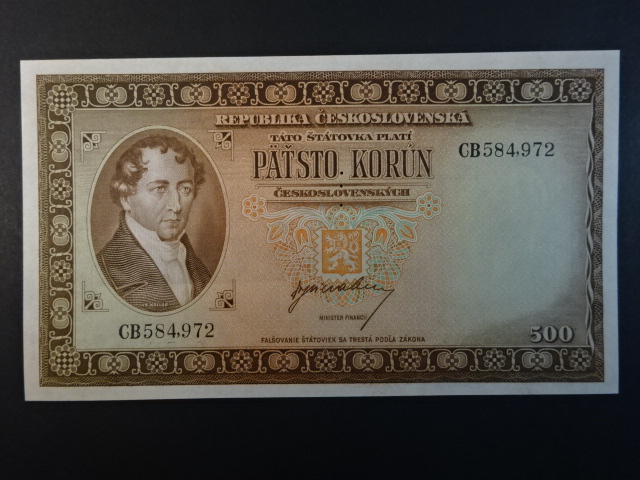 REPUBLIKA ČESKOSLOVENSKÁ
TÁTO ŠTÁTOVKA PLATÍ
PÄŤSTO KORÚN
ČESKOSLOVENSKÝCH
CB584,972
J. KOLLÁR
CB584,972
MINISTER FINANCIÍ
500
FALŠOVANIE ŠTÁTOVIEK SA TRESTÁ PODĽA ZÁKONA